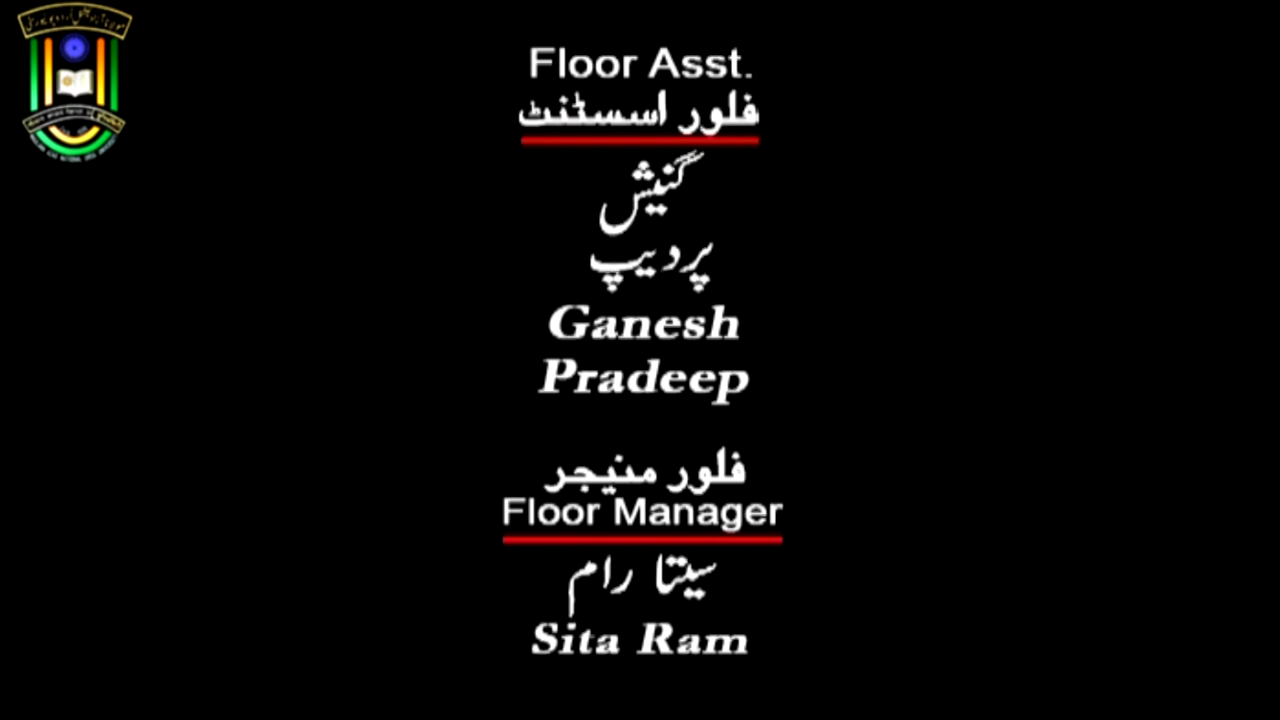 Floor Asst.
فلور اسسٹنٹ
گنیش
پردیپ
Ganesh
Pradeep
فلور منیجر
Floor Manager
سیتا رام
Sita Ram